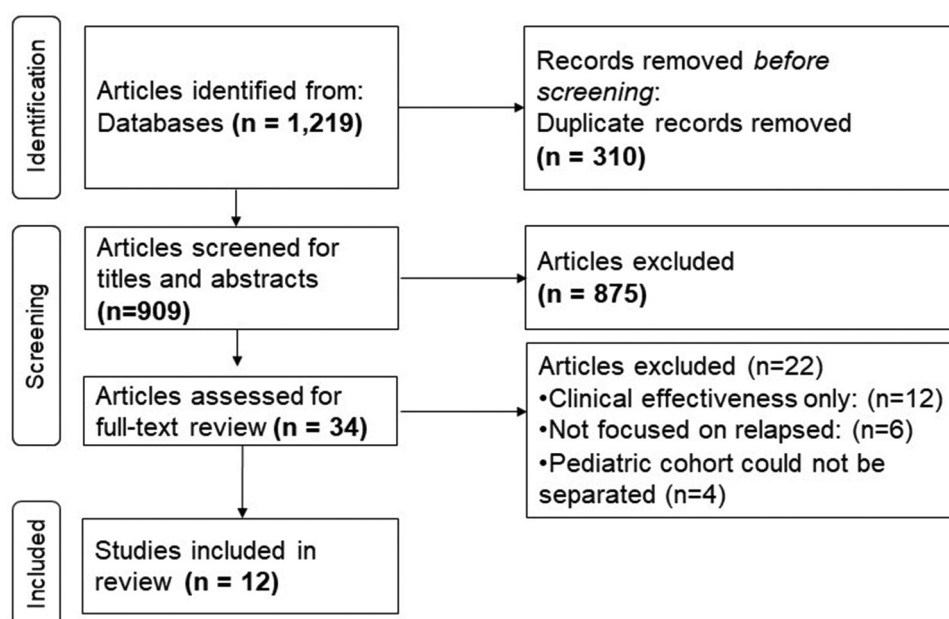 Identification
Articles identified from:
Databases (n = 1,219)
Records removed before
screening:
Duplicate records removed
(n = 310)
Screening
Articles screened for
titles and abstracts
(n=909)
Articles excluded
(n = 875)
Articles assessed for
full-text review (n = 34)
Articles excluded (n=22)
•Clinical effectiveness only: (n=12)
•Not focused on relapsed: (n=6)
•Pediatric cohort could not be
separated (n=4)
Included
Studies included in
review (n = 12)